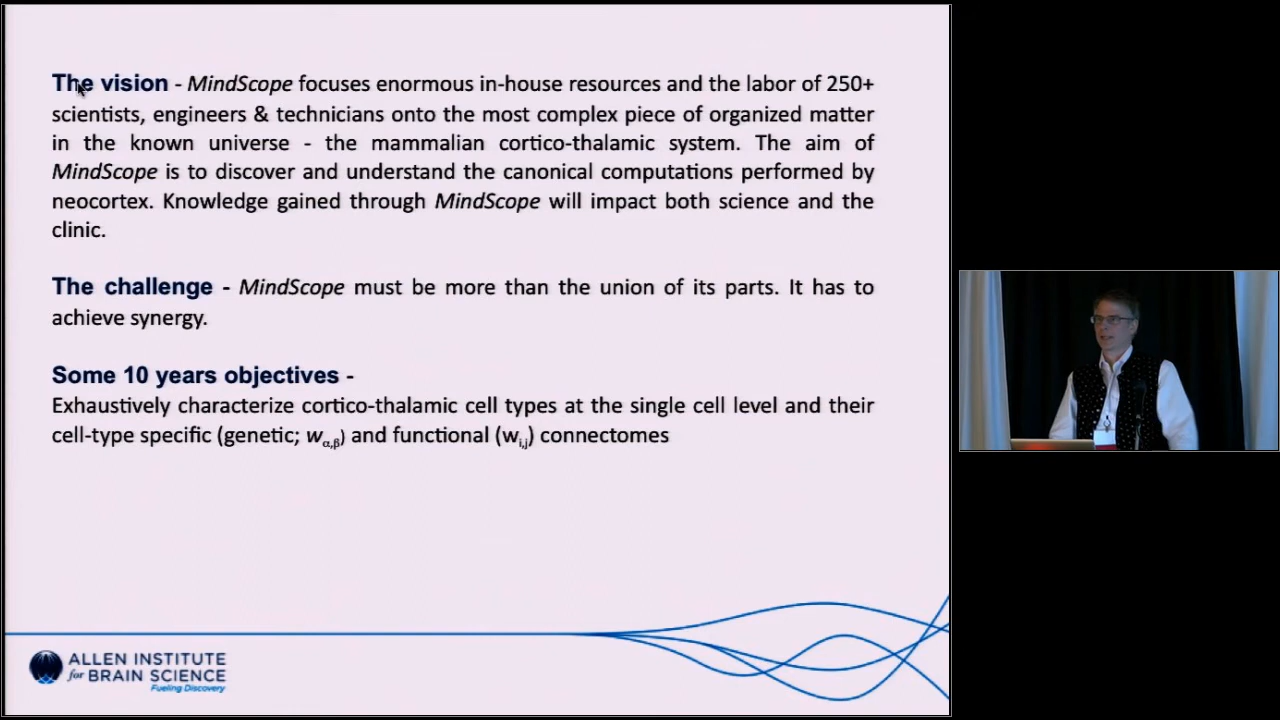 The vision - MindScope focuses enormous in-house resources and the labor of 250+
scientists, engineers & technicians onto the most complex piece of organized matter
in the known universe - the mammalian cortico-thalamic system. The aim of
MindScope is to discover and understand the canonical computations performed by
neocortex. Knowledge gained through MindScope will impact both science and the
clinic.
The challenge - MindScope must be more than the union of its parts. It has to
achieve synergy.
Some 10 years objectives -
Exhaustively characterize cortico-thalamic cell types at the single cell level and their
cell-type specific (genetic; wα,β) and functional (wi,j) connectomes
ALLEN INSTITUTE
for BRAIN SCIENCE
Fueling Discovery